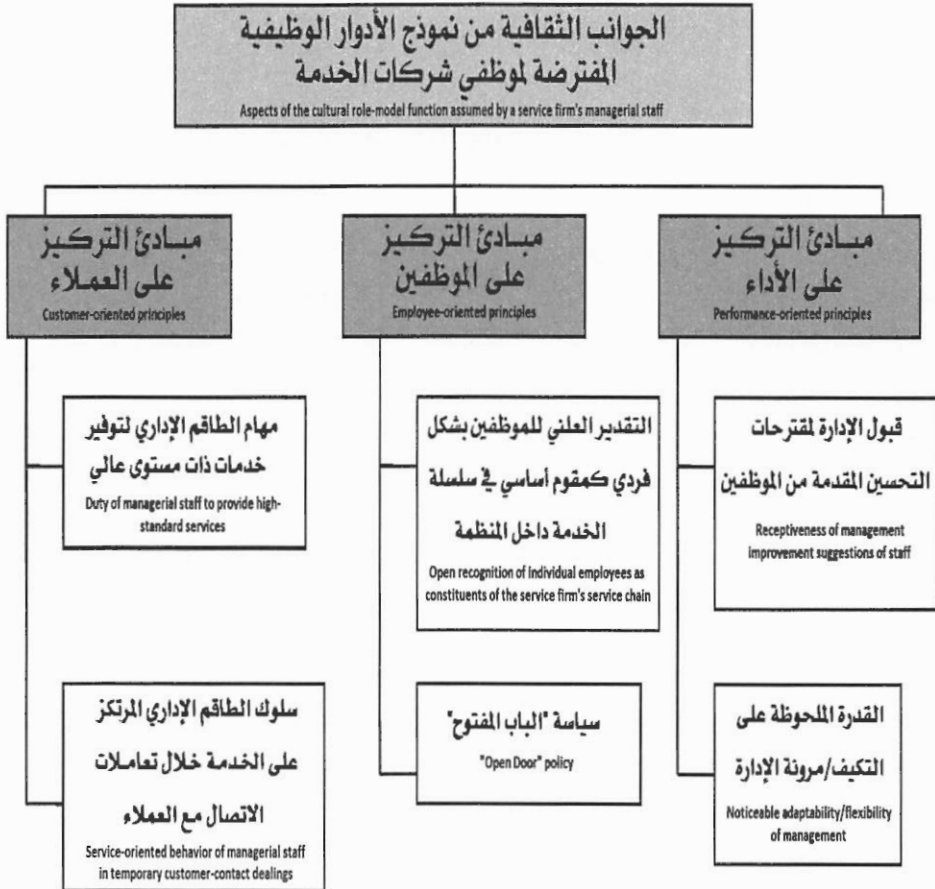 الجوانب الثقافية من نموذج الأدوار الوظيفية
المفترضة لموظفي شركات الخدمة
Aspects of the cultural role-model function assumed by a service firm's managerial staff
مبادئ التركيز
على العملاء
Customer-oriented principles
مهام الطاقم الإداري لتوفير
خدمات ذات مستوى عالي
Duty of managerial staff to provide high-
standard services
سلوك الطاقم الإداري المرتكز
على الخدمة خلال تعاملات
الاتصال مع العملاء
Service-oriented behavior of managerial staff
in temporary customer-contact dealings
مبادئ التركيز
على الموظفين
Employee-oriented principles
التقدير العلني للموظفين بشكل
فردي كمقوم أساسي في سلسلة
الخدمة داخل المنظمة
Open recognition of individual employees as
constituents of the service firm's service chain
سياسة "الباب المفتوح"
"Open Door" policy
مبادئ التركيز
على الأداء
Performance-oriented principles
قبول الإدارة لمقترحات
التحسين المقدمة من الموظفين
Receptiveness of management
improvement suggestions of staff
القدرة الملحوظة على
التكيف/مرونة الإدارة
Noticeable adaptability/flexibility
of management